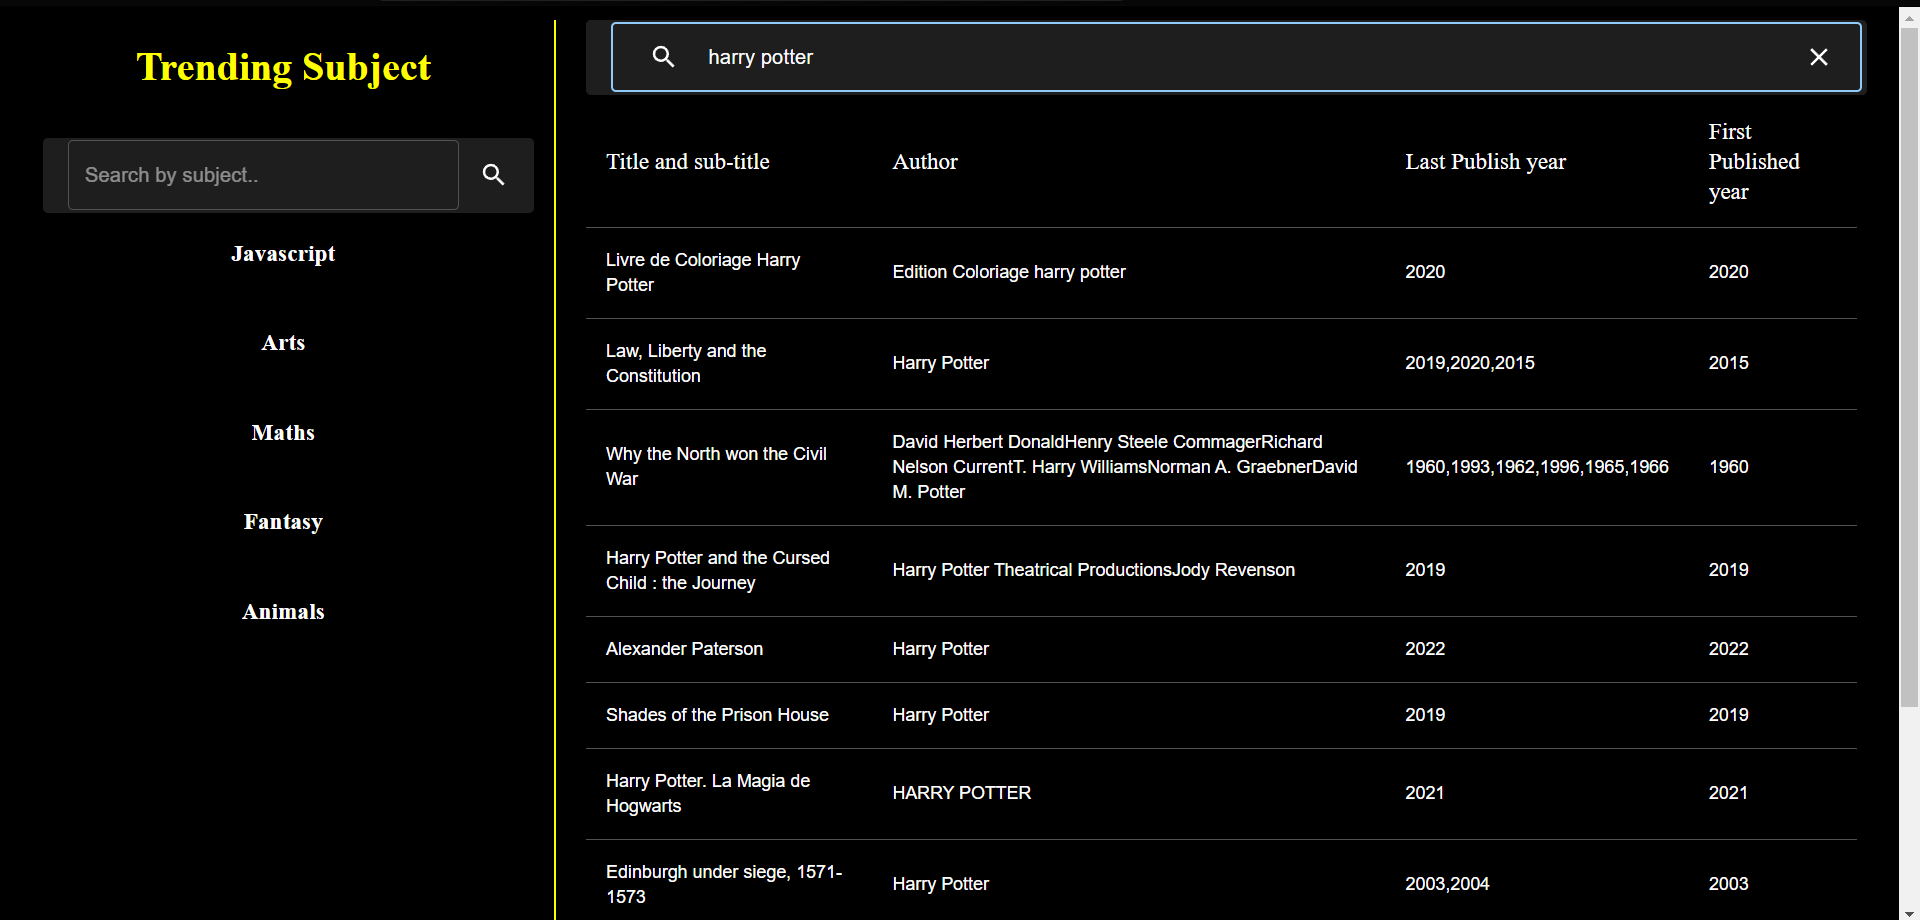 Trending Subject
Search by subject..
Javascript
Arts
Maths
Fantasy
Animals
harry potter
Title and sub-title
Author
Last Publish year
First
Published
year
Livre de Coloriage Harry
Potter
Edition Coloriage harry potter
2020
2020
Law, Liberty and the
Constitution
Harry Potter
2019,2020,2015
2015
Why the North won the Civil
War
David Herbert DonaldHenry Steele CommagerRichard
Nelson CurrentT. Harry WilliamsNorman A. GraebnerDavid
M. Potter
1960,1993,1962,1996,1965,1966
1960
Harry Potter and the Cursed
Child : the Journey
Harry Potter Theatrical ProductionsJody Revenson
2019
2019
Alexander Paterson
Harry Potter
2022
2022
Shades of the Prison House
Harry Potter
2019
2019
Harry Potter. La Magia de
Hogwarts
HARRY POTTER
2021
2021
Edinburgh under siege, 1571-
1573
Harry Potter
2003,2004
2003